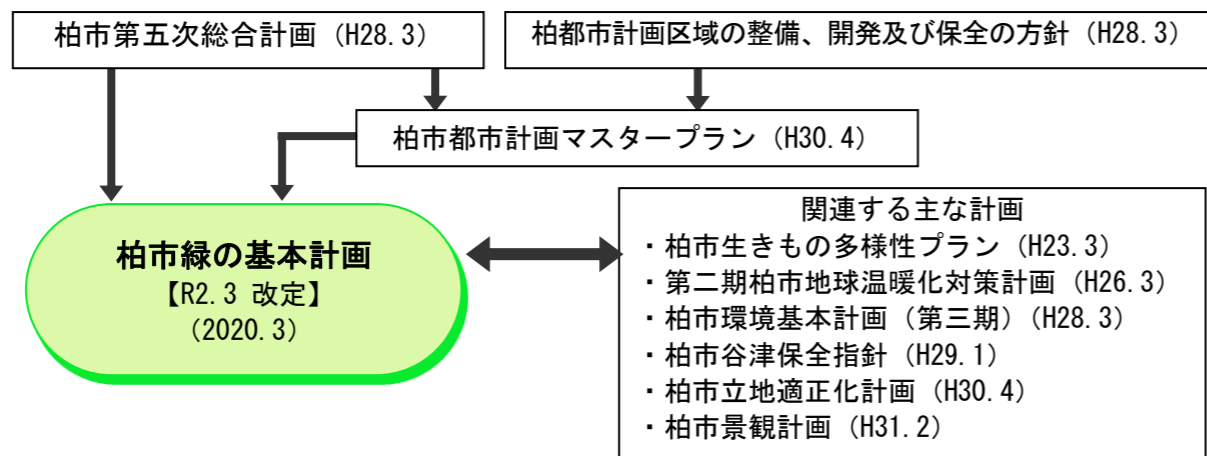 柏市第五次総合計画（H28.3）
柏都市計画区域の整備、開発及び保全の方針（H28.3）
柏市都市計画マスタープラン（H30.4）
柏市緑の基本計画
【R2.3 改定】
（2020.3）
関連する主な計画
・柏市生きもの多様性プラン（H23.3）
・第二期柏市地球温暖化対策計画（H26.3）
・柏市環境基本計画（第三期）（H28.3）
・柏市谷津保全指針（H29.1）
・柏市立地適正化計画（H30.4）
・柏市景観計画（H31.2）